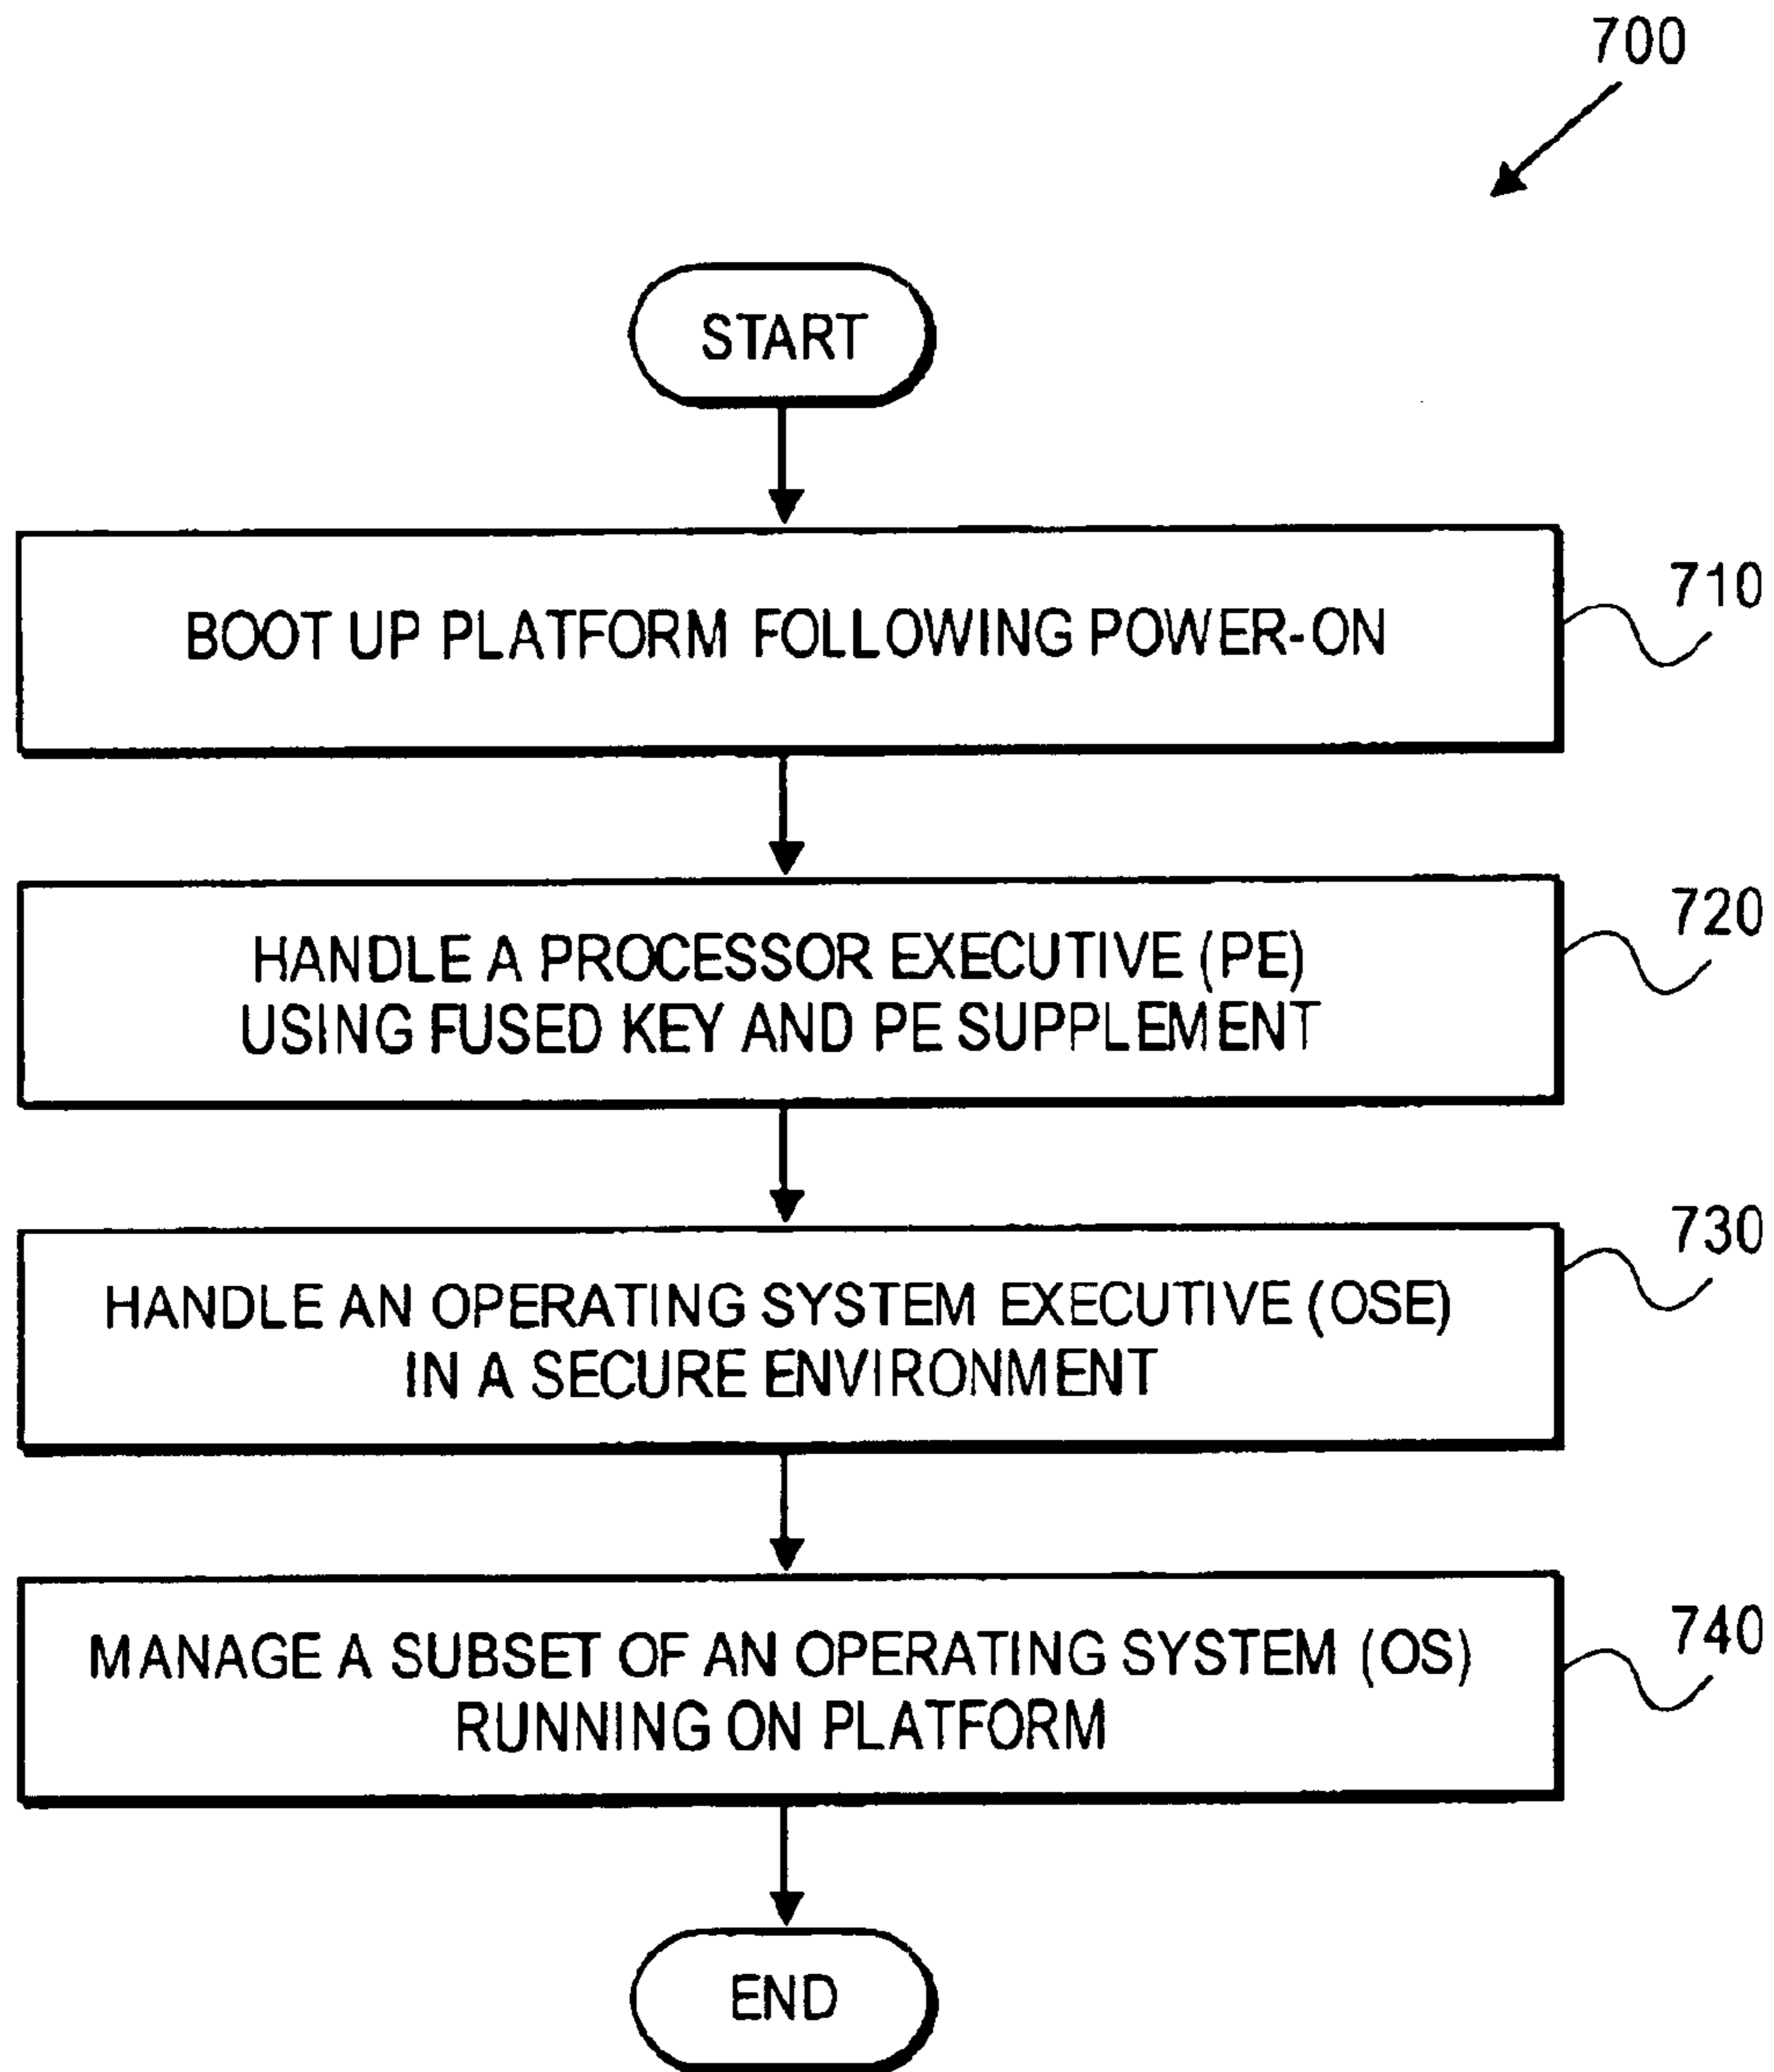 700
START
BOOT UP PLATFORM FOLLOWING POWER-ON
710
HANDLE A PROCESSOR EXECUTIVE (PE)
USING FUSED KEY AND PE SUPPLEMENT
720
HANDLE AN OPERATING SYSTEM EXECUTIVE (OSE)
IN A SECURE ENVIRONMENT
730
MANAGE A SUBSET OF AN OPERATING SYSTEM (OS)
RUNNING ON PLATFORM
740
END